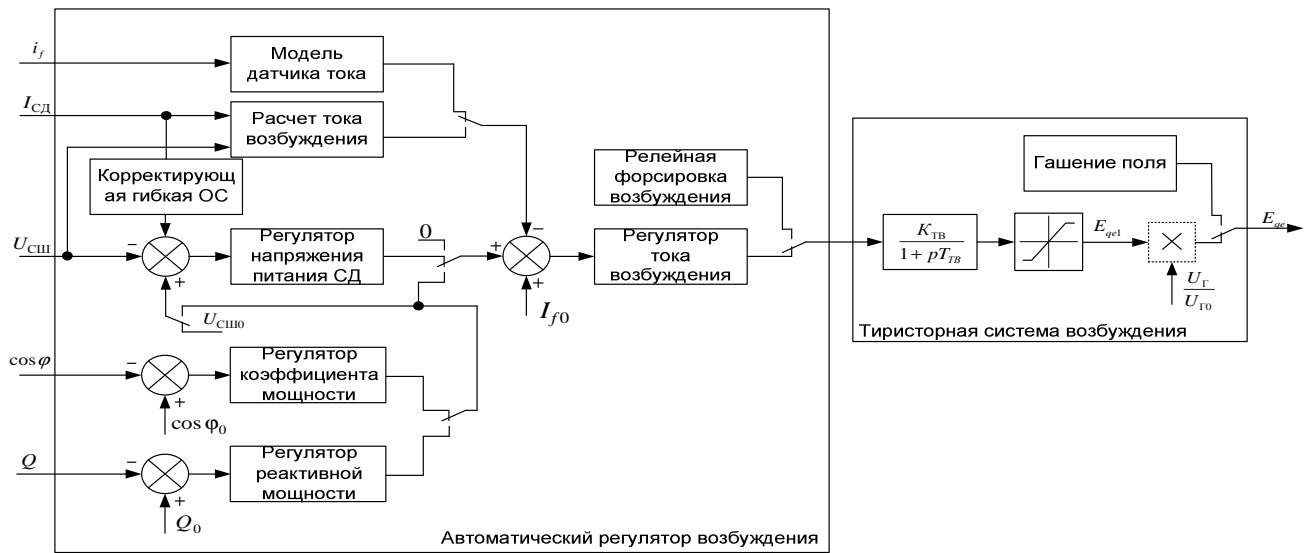 i_f
Модель
датчика тока
I_СД
Расчет тока
возбуждения
Корректирующ
ая гибкая ОС
Релейная
форсировка
возбуждения
Гашение поля
U_СШ
−
+
Регулятор
напряжения
питания СД
0
+
−
+
I_f0
Регулятор
тока
возбуждения
K_ТВ
1 + pT_ТВ
E_qe1
×
E_qe
U_Г
U_Г0
Тиристорная система возбуждения
U_СШ0
cos φ
−
+
cos φ_0
Регулятор
коэффициента
мощности
Q
−
+
Q_0
Регулятор
реактивной
мощности
Автоматический регулятор возбуждения